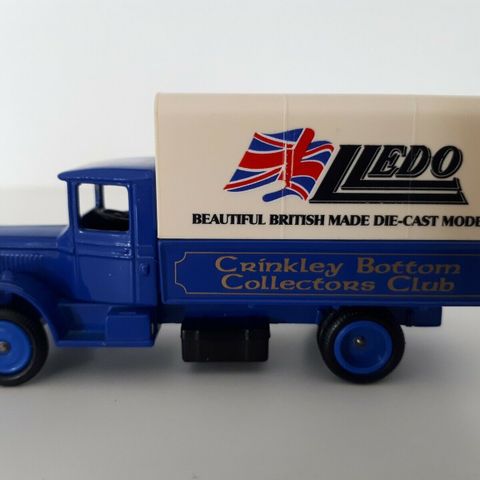 LLEDO
BEAUTIFUL BRITISH MADE DIE-CAST MODE
Crinkley Bottom
Collectors Club